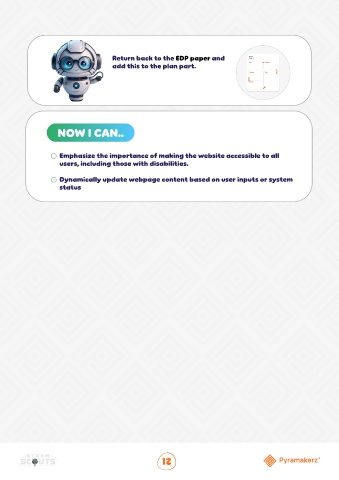 Return back to the EDP paper and
add this to the plan part.
NOW I CAN..
Emphasize the importance of making the website accessible to all
users, including those with disabilities.
Dynamically update webpage content based on user inputs or system
status
STEAM
SCOUTS
12
Pyramakerz